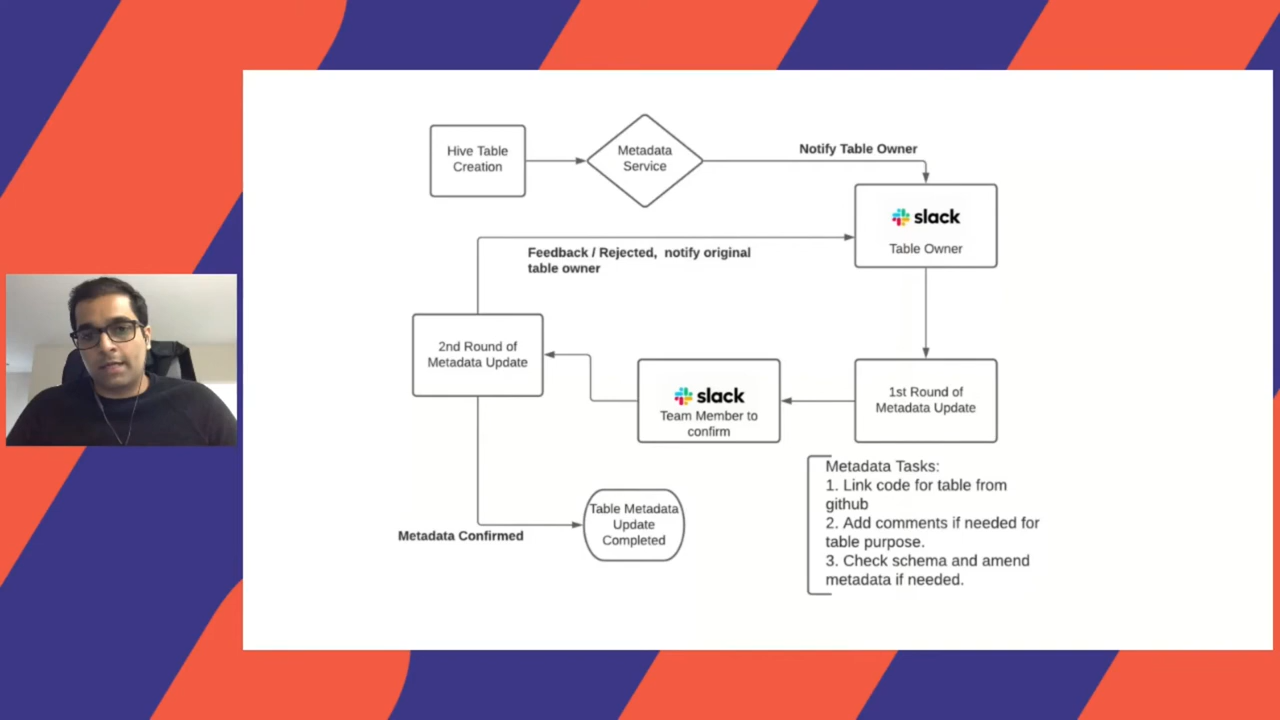 Hive Table
Creation
Metadata
Service
Notify Table Owner
slack
Table Owner
Feedback / Rejected, notify original
table owner
2nd Round of
Metadata Update
slack
Team Member to
confirm
1st Round of
Metadata Update
Metadata Tasks:
1. Link code for table from
github
2. Add comments if needed for
table purpose.
3. Check schema and amend
metadata if needed.
Metadata Confirmed
Table Metadata
Update
Completed